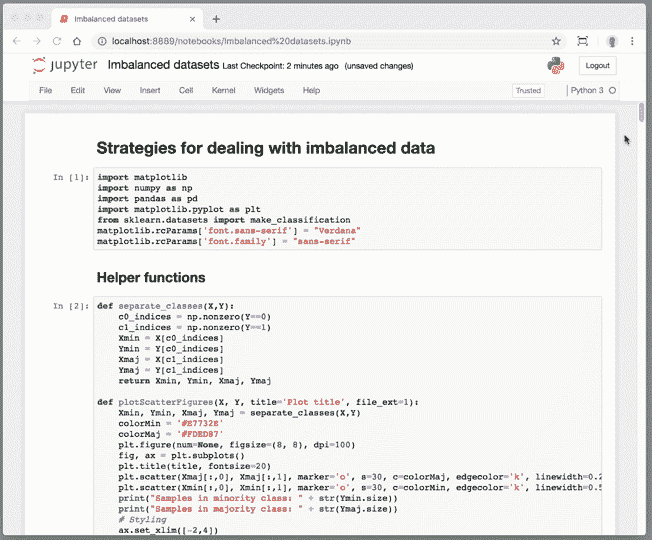 Imbalanced datasets
localhost:8889/notebooks/Imbalanced%20datasets.ipynb
jupyter Imbalanced datasets Last Checkpoint: 2 minutes ago (unsaved changes) Logout
File Edit View Insert Cell Kernel Widgets Help Trusted Python 3
Strategies for dealing with imbalanced data
In [1]: import matplotlib
import numpy as np
import pandas as pd
import matplotlib.pyplot as plt
from sklearn.datasets import make_classification
matplotlib.rcParams['font.sans-serif'] = "Verdana"
matplotlib.rcParams['font.family'] = "sans-serif"
Helper functions
In [2]: def separate_classes(X,Y):
c0_indices = np.nonzero(Y==0)
c1_indices = np.nonzero(Y==1)
Xmin = X[c0_indices]
Ymin = Y[c0_indices]
Xmaj = X[c1_indices]
Ymaj = Y[c1_indices]
return Xmin, Ymin, Xmaj, Ymaj
def plotScatterFigures(X, Y, title='Plot title', file_ext=1):
Xmin, Ymin, Xmaj, Ymaj = separate_classes(X,Y)
colorMin = '#E7732E'
colorMaj = '#FDED87'
plt.figure(num=None, figsize=(8, 8), dpi=100)
fig, ax = plt.subplots()
plt.title(title, fontsize=20)
plt.scatter(Xmaj[:,0], Xmaj[:,1], marker='o', s=30, c=colorMaj, edgecolor='k', linewidth=0.2
plt.scatter(Xmin[:,0], Xmin[:,1], marker='o', s=30, c=colorMin, edgecolor='k', linewidth=0.5
print("Samples in minority class: " + str(Ymin.size))
print("Samples in majority class: " + str(Ymaj.size))
# Styling
ax.set_xlim([-2,4])